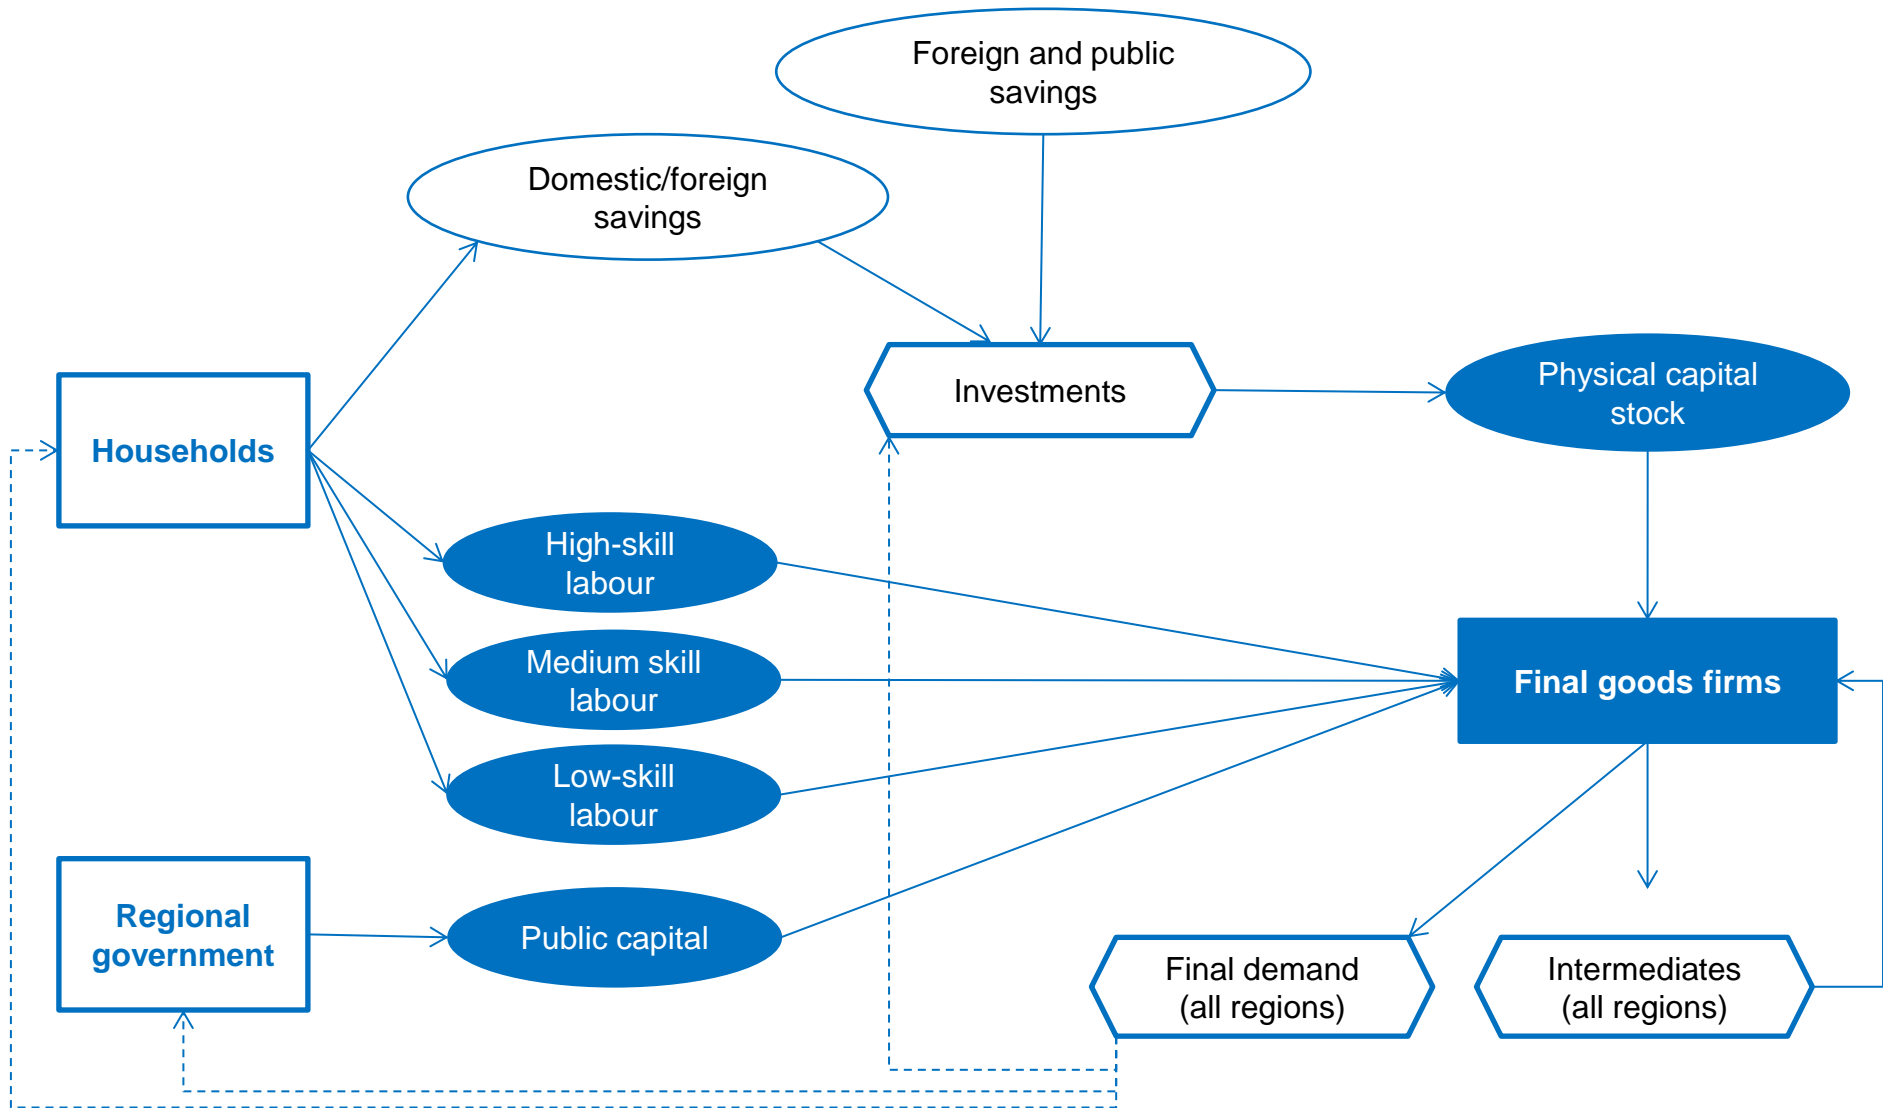 Foreign and public
savings
Domestic/foreign
savings
Investments
Physical capital
stock
Households
High-skill
labour
Medium skill
labour
Final goods firms
Low-skill
labour
Regional
government
Public capital
Final demand
(all regions)
Intermediates
(all regions)